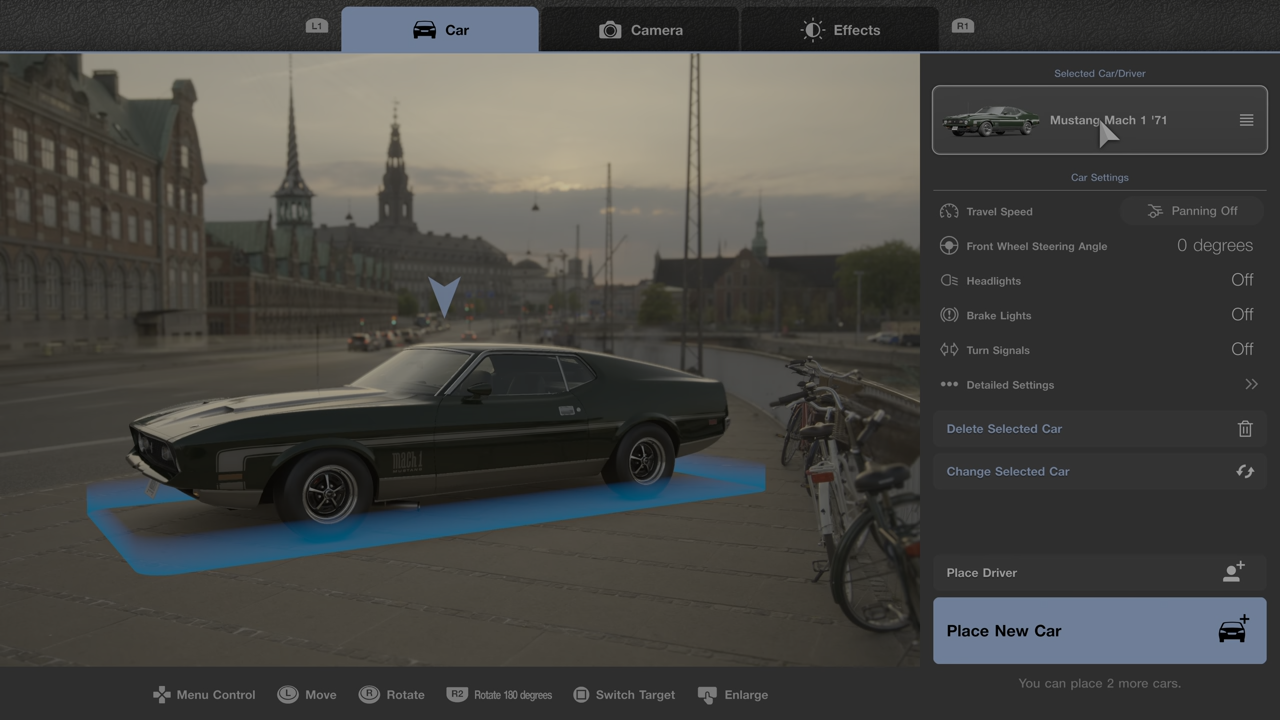 L1
Car
Camera
Effects
R1
Selected Car/Driver
Mustang Mach 1 '71
Car Settings
Travel Speed
Panning Off
Front Wheel Steering Angle
0 degrees
Headlights
Off
Brake Lights
Off
Turn Signals
Off
Detailed Settings
Delete Selected Car
Change Selected Car
Place Driver
Place New Car
You can place 2 more cars.
mach 1
MUSTANG
Menu Control
L
Move
R
Rotate
R2
Rotate 180 degrees
Switch Target
Enlarge